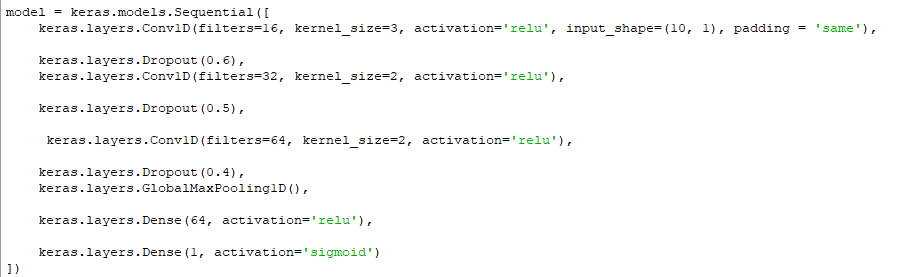 model = keras.models.Sequential([
    keras.layers.Conv1D(filters=16, kernel_size=3, activation='relu', input_shape=(10, 1), padding = 'same'),
    keras.layers.Dropout(0.6),
    keras.layers.Conv1D(filters=32, kernel_size=2, activation='relu'),
    keras.layers.Dropout(0.5),
     keras.layers.Conv1D(filters=64, kernel_size=2, activation='relu'),
    keras.layers.Dropout(0.4),
    keras.layers.GlobalMaxPooling1D(),
    keras.layers.Dense(64, activation='relu'),
    keras.layers.Dense(1, activation='sigmoid')
])